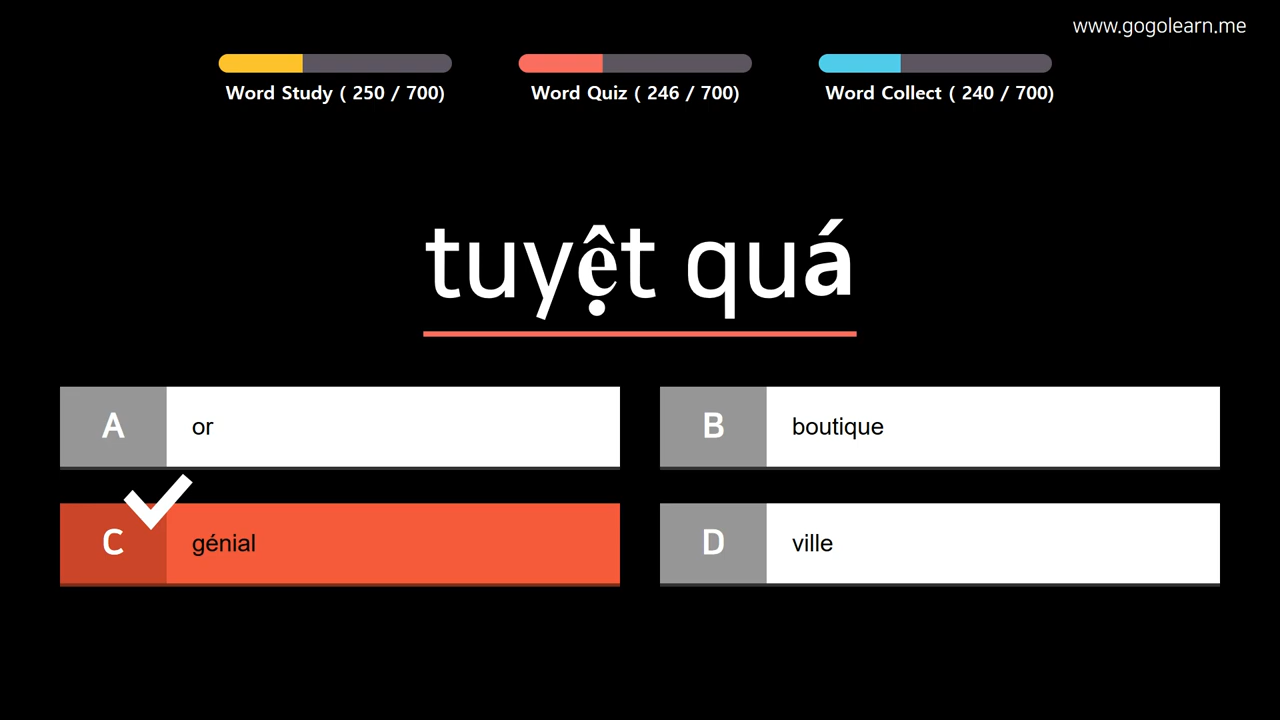 www.gogolearn.me
Word Study ( 250 / 700)
Word Quiz ( 246 / 700)
Word Collect ( 240 / 700)
tuyệt quá
A
or
B
boutique
C
génial
D
ville